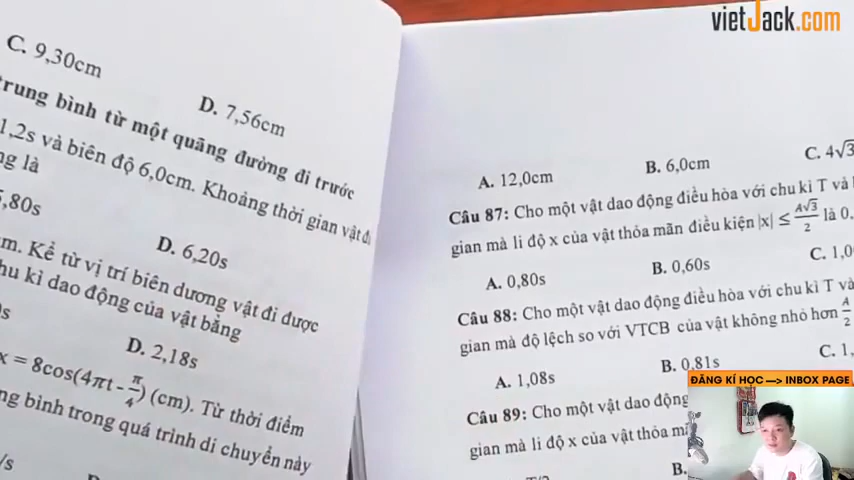 vietJack.com
C. 9,30cm
D. 7,56cm
trung bình từ một quãng đường đi trước
1,2s và biên độ 6,0cm. Khoảng thời gian vật đi
ng là
5,80s
D. 6,20s
m. Kể từ vị trí biên dương vật đi được
hu kì dao động của vật bằng
s
D. 2,18s
x = 8cos(4πt - π/4) (cm). Từ thời điểm
ng bình trong quá trình di chuyển này
/s
A. 12,0cm B. 6,0cm C. 4√3
Câu 87: Cho một vật dao động điều hòa với chu kì T và
gian mà li độ x của vật thỏa mãn điều kiện |x| ≤ A√3/2 là 0.
A. 0,80s B. 0,60s C. 1,0
Câu 88: Cho một vật dao động điều hòa với chu kì T và
gian mà độ lệch so với VTCB của vật không nhỏ hơn A/2
A. 1,08s B. 0,81s C. 1,
Câu 89: Cho một vật dao động
gian mà li độ x của vật thỏa m
B.
ĐĂNG KÍ HỌC —> INBOX PAGE